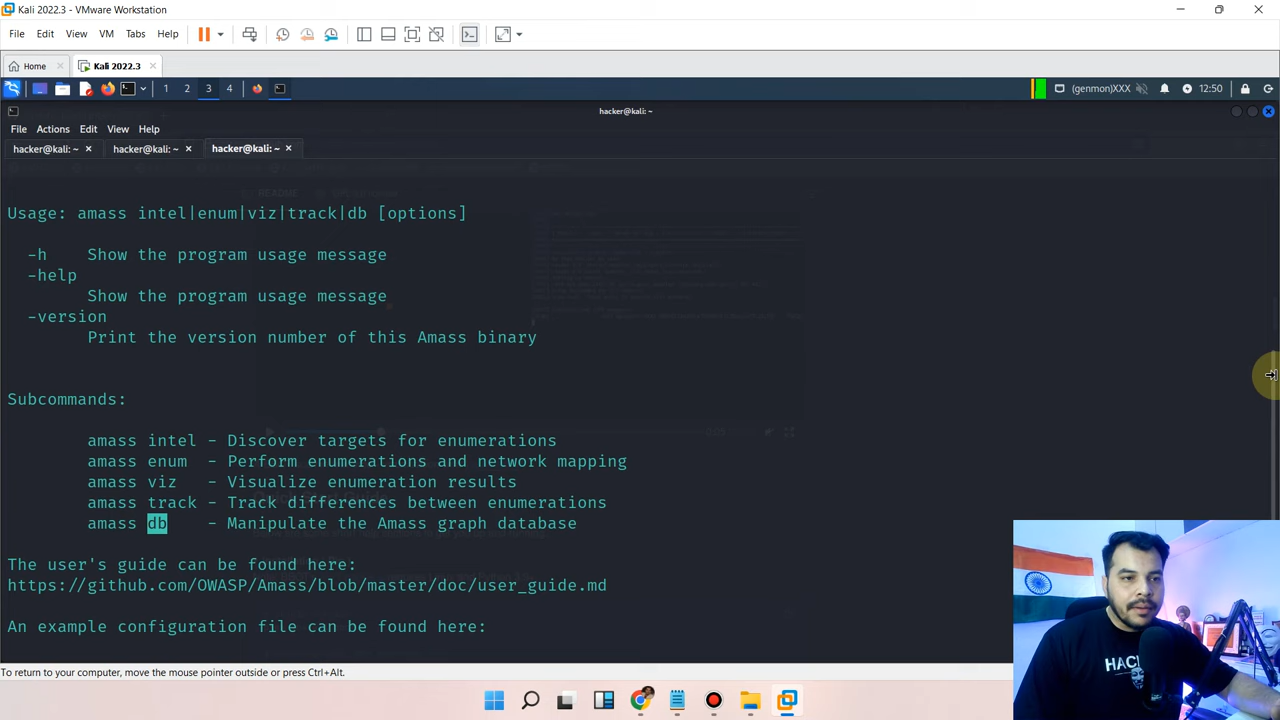 Kali 2022.3 - VMware Workstation
File Edit View VM Tabs Help
Home Kali 2022.3
1 2 3 4 (genmon)XXX 12:50
hacker@kali: ~
File Actions Edit View Help
hacker@kali: ~ hacker@kali: ~ hacker@kali: ~
README
Usage: amass intel|enum|viz|track|db [options]
-h Show the program usage message
-help
Show the program usage message
-version
Print the version number of this Amass binary
Subcommands:
amass intel - Discover targets for enumerations
amass enum - Perform enumerations and network mapping
amass viz - Visualize enumeration results
amass track - Track differences between enumerations
amass db - Manipulate the Amass graph database
The user's guide can be found here:
https://github.com/OWASP/Amass/blob/master/doc/user_guide.md
An example configuration file can be found here:
HAC
To return to your computer, move the mouse pointer outside or press Ctrl+Alt.